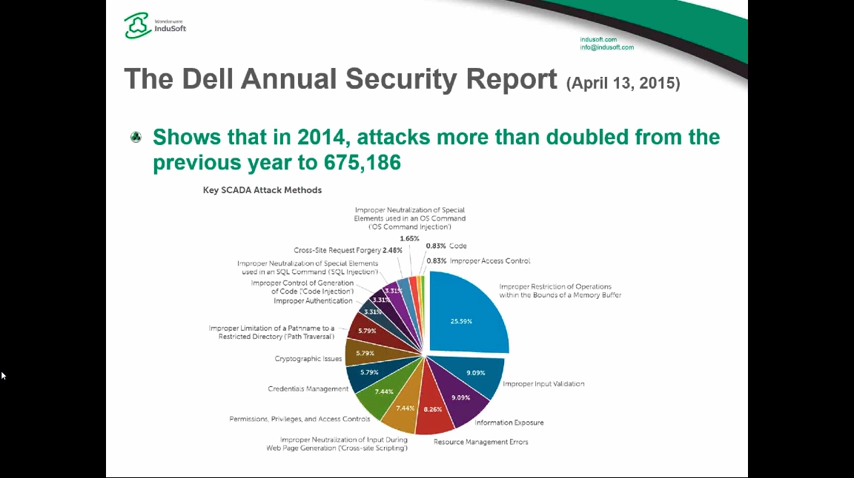 Wonderware
InduSoft
indusoft.com
info@indusoft.com
The Dell Annual Security Report (April 13, 2015)
Shows that in 2014, attacks more than doubled from the
previous year to 675,186
Key SCADA Attack Methods
Improper Neutralization of Special
Elements used in an OS Command
('OS Command Injection')
1.65%
0.83% Code
Cross-Site Request Forgery 2.48%
0.83% Improper Access Control
Improper Neutralization of Special Elements
used in an SQL Command ('SQL Injection')
3.31%
Improper Control of Generation
of Code ('Code Injection')
3.31%
Improper Authentication
3.31%
Improper Restriction of Operations
within the Bounds of a Memory Buffer
25.59%
Improper Limitation of a Pathname to a
Restricted Directory ('Path Traversal')
5.79%
Cryptographic Issues
5.79%
Credentials Management
5.79%
9.09%
Improper Input Validation
Permissions, Privileges, and Access Controls
7.44%
9.09%
Information Exposure
Improper Neutralization of Input During
Web Page Generation ('Cross-site Scripting')
7.44%
8.26%
Resource Management Errors